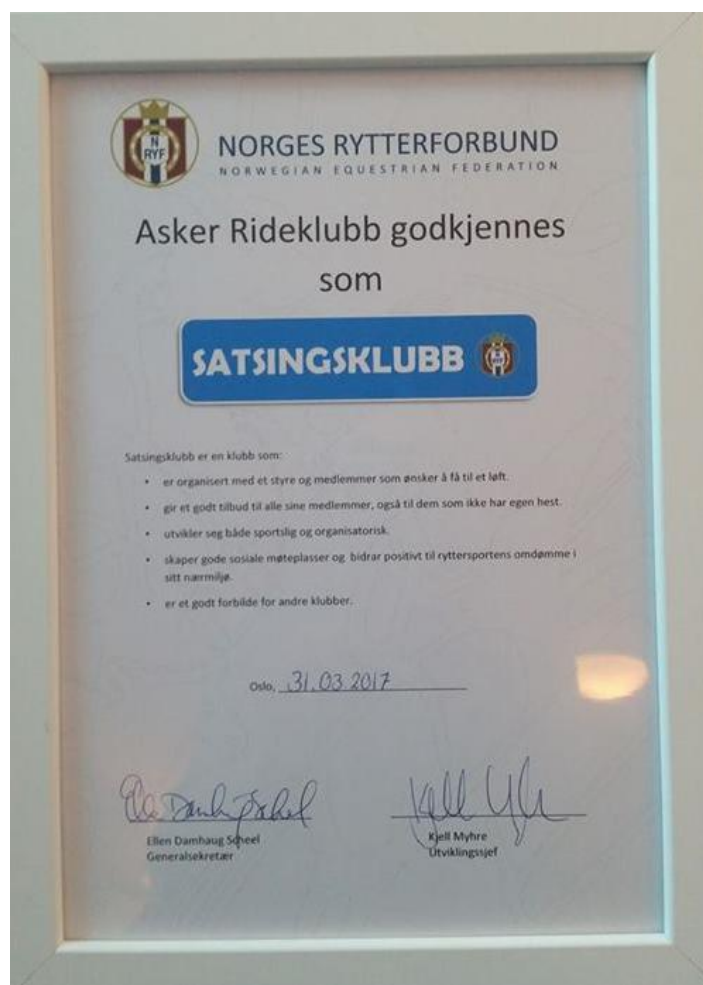 N
RYF
NORGES RYTTERFORBUND
NORWEGIAN EQUESTRIAN FEDERATION
Asker Rideklubb godkjennes
som
SATSINGSKLUBB
Satsingsklubb er en klubb som:
• er organisert med et styre og medlemmer som ønsker å få til et løft.
• gir et godt tilbud til alle sine medlemmer, også til dem som ikke har egen hest.
• utvikler seg både sportslig og organisatorisk.
• skaper gode sosiale møteplasser og bidrar positivt til ryttersportens omdømme i
sitt nærmiljø.
• er et godt forbilde for andre klubber.
Oslo, 31.03.2017
Ellen Damhaug Scheel
Generalsekretær
Kjell Myhre
Utviklingssjef